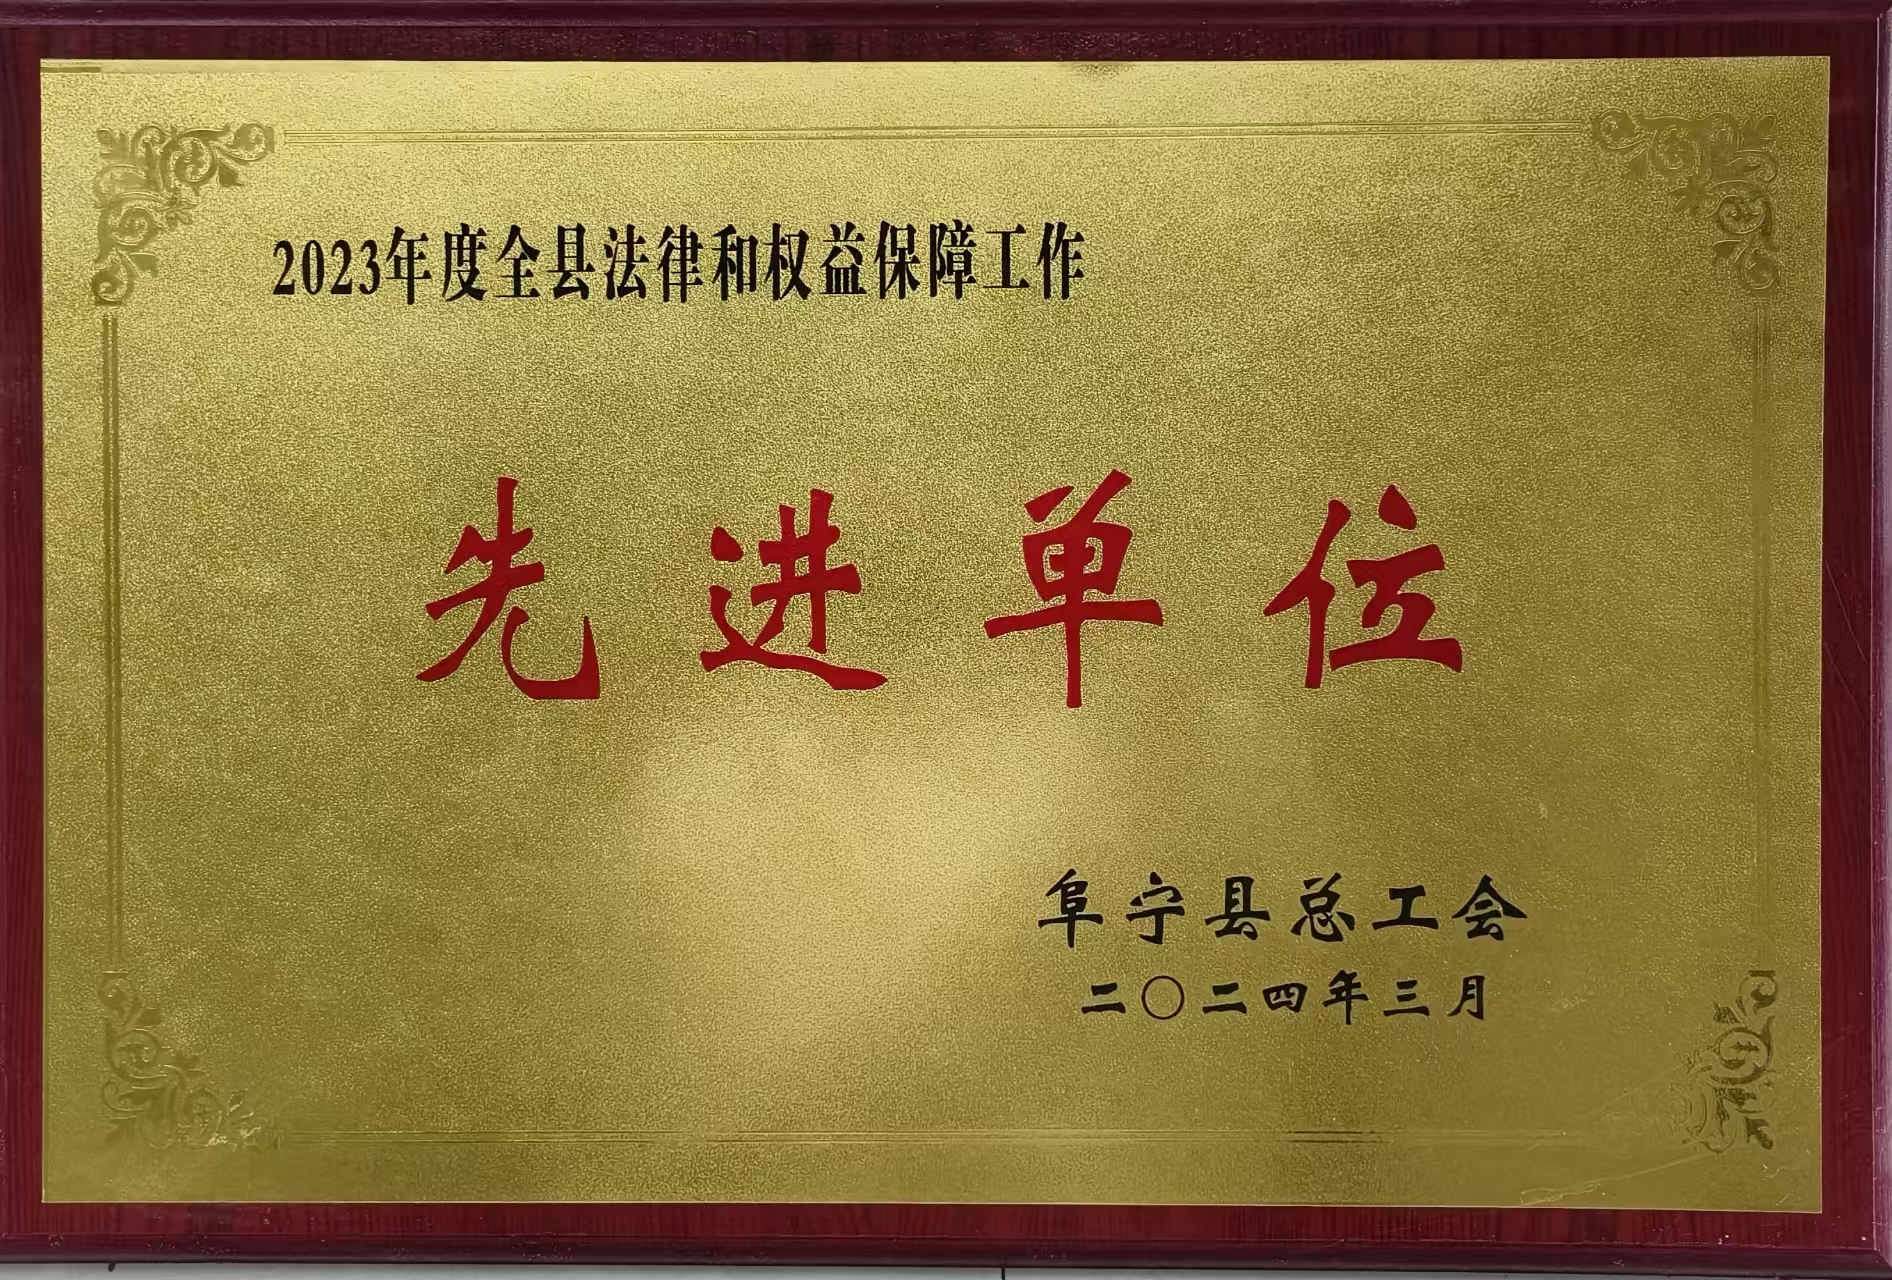 2023年度全县法律和权益保障工作
先进单位
阜宁县总工会
二〇二四年三月